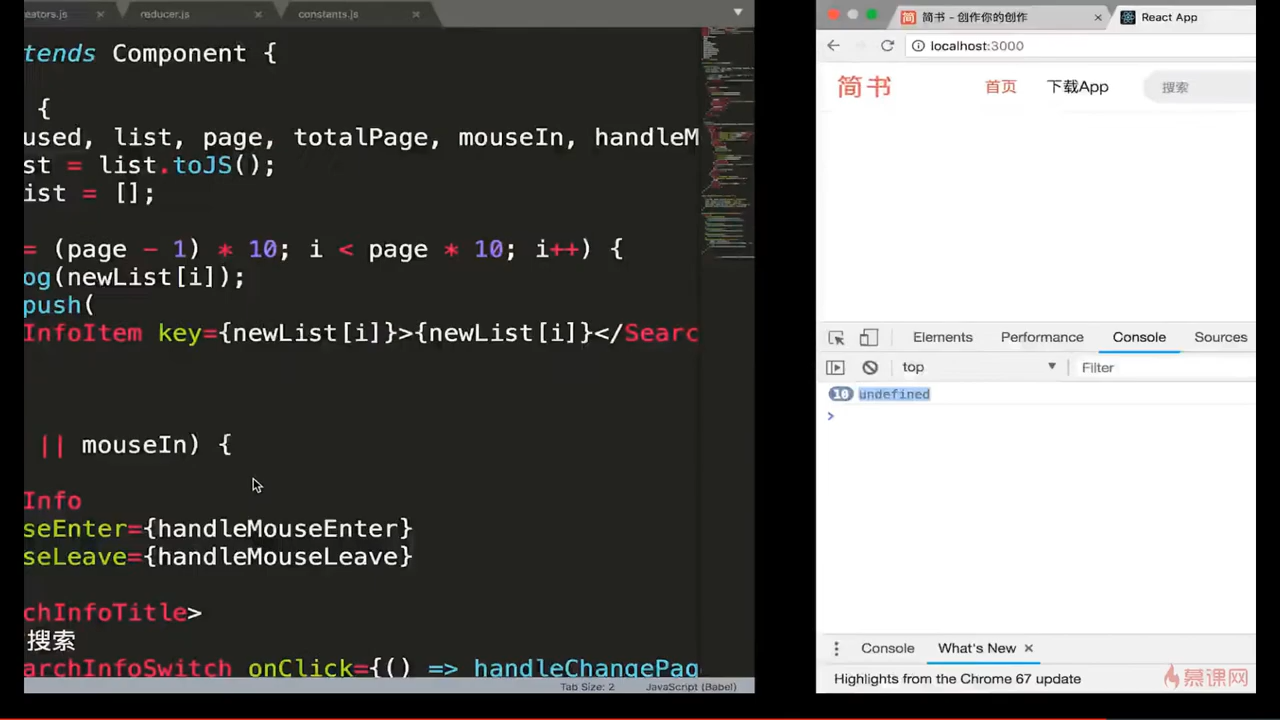 eators.js reducer.js constants.js
tends Component {
{
used, list, page, totalPage, mouseIn, handleM
st = list.toJS();
ist = [];
= (page - 1) * 10; i < page * 10; i++) {
og(newList[i]);
push(
InfoItem key={newList[i]}>{newList[i]}</Searc
|| mouseIn) {
Info
seEnter={handleMouseEnter}
seLeave={handleMouseLeave}
chInfoTitle>
搜索
archInfoSwitch onClick={() => handleChangePag
Tab Size: 2 JavaScript (Babel)
简书 - 创作你的创作 React App
localhost:3000
简书 首页 下载App 搜索
Elements Performance Console Sources
top Filter
10 undefined
Console What's New
Highlights from the Chrome 67 update
慕课网